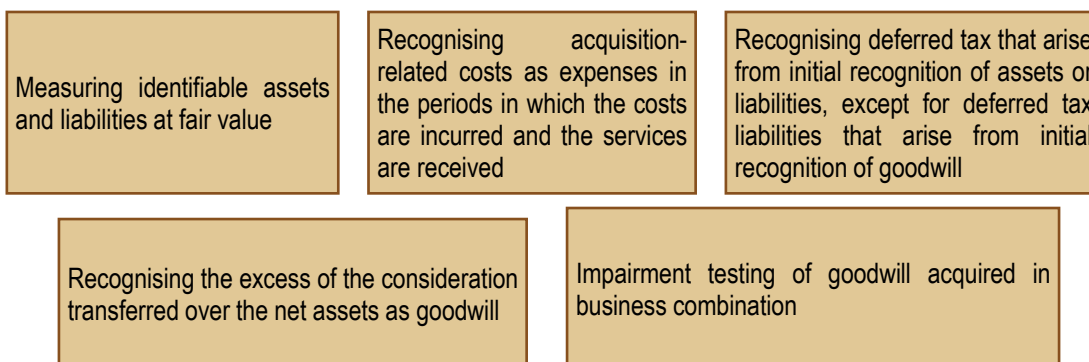 Measuring identifiable assets
and liabilities at fair value
Recognising acquisition-
related costs as expenses in
the periods in which the costs
are incurred and the services
are received
Recognising deferred tax that arise
from initial recognition of assets or
liabilities, except for deferred tax
liabilities that arise from initial
recognition of goodwill
Recognising the excess of the consideration
transferred over the net assets as goodwill
Impairment testing of goodwill acquired in
business combination